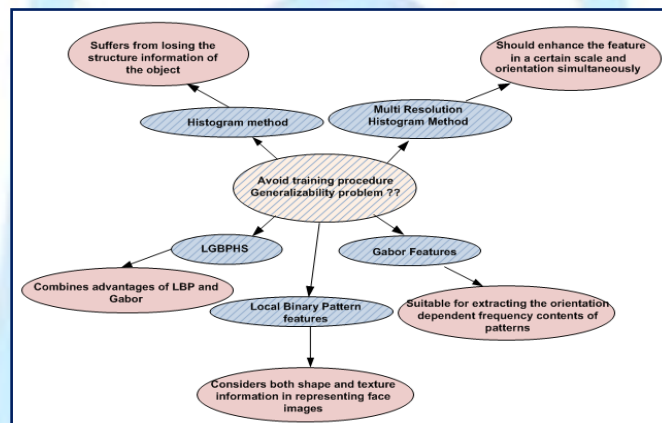 Suffers from losing the
structure information of
the object
Should enhance the feature
in a certain scale and
orientation simultaneously
Histogram method
Multi Resolution
Histogram Method
Avoid training procedure
Generalizability problem ??
LGBPHS
Gabor Features
Combines advantages of LBP and
Gabor
Local Binary Pattern
features
Suitable for extracting the orientation
dependent frequency contents of
patterns
Considers both shape and texture
information in representing face
images